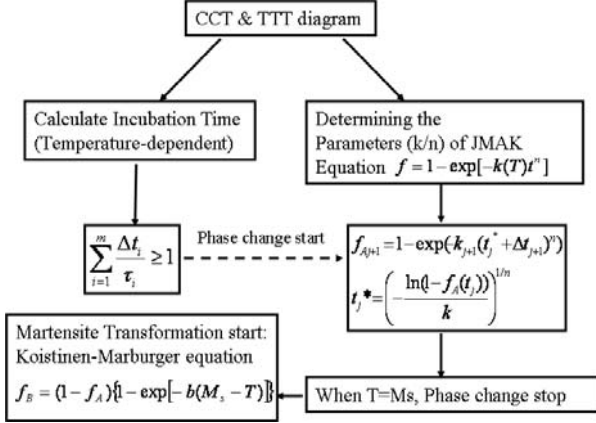 CCT & TTT diagram
Calculate Incubation Time
(Temperature-dependent)
Determining the
Parameters (k/n) of JMAK
Equation f = 1 − exp[−k(T)tⁿ]
∑_{i=1}^{m} Δt_i/τ_i ≥ 1
Phase change start
f_{Aj+1} = 1 − exp(−k_{j+1}(t_j^* + Δt_{j+1})^n)
t_j* = (− ln(1 − f_A(t_j)) / k)^{1/n}
Martensite Transformation start:
Koistinen-Marburger equation
f_B = (1 − f_A){1 − exp[−b(M_s − T)]}
When T=Ms, Phase change stop